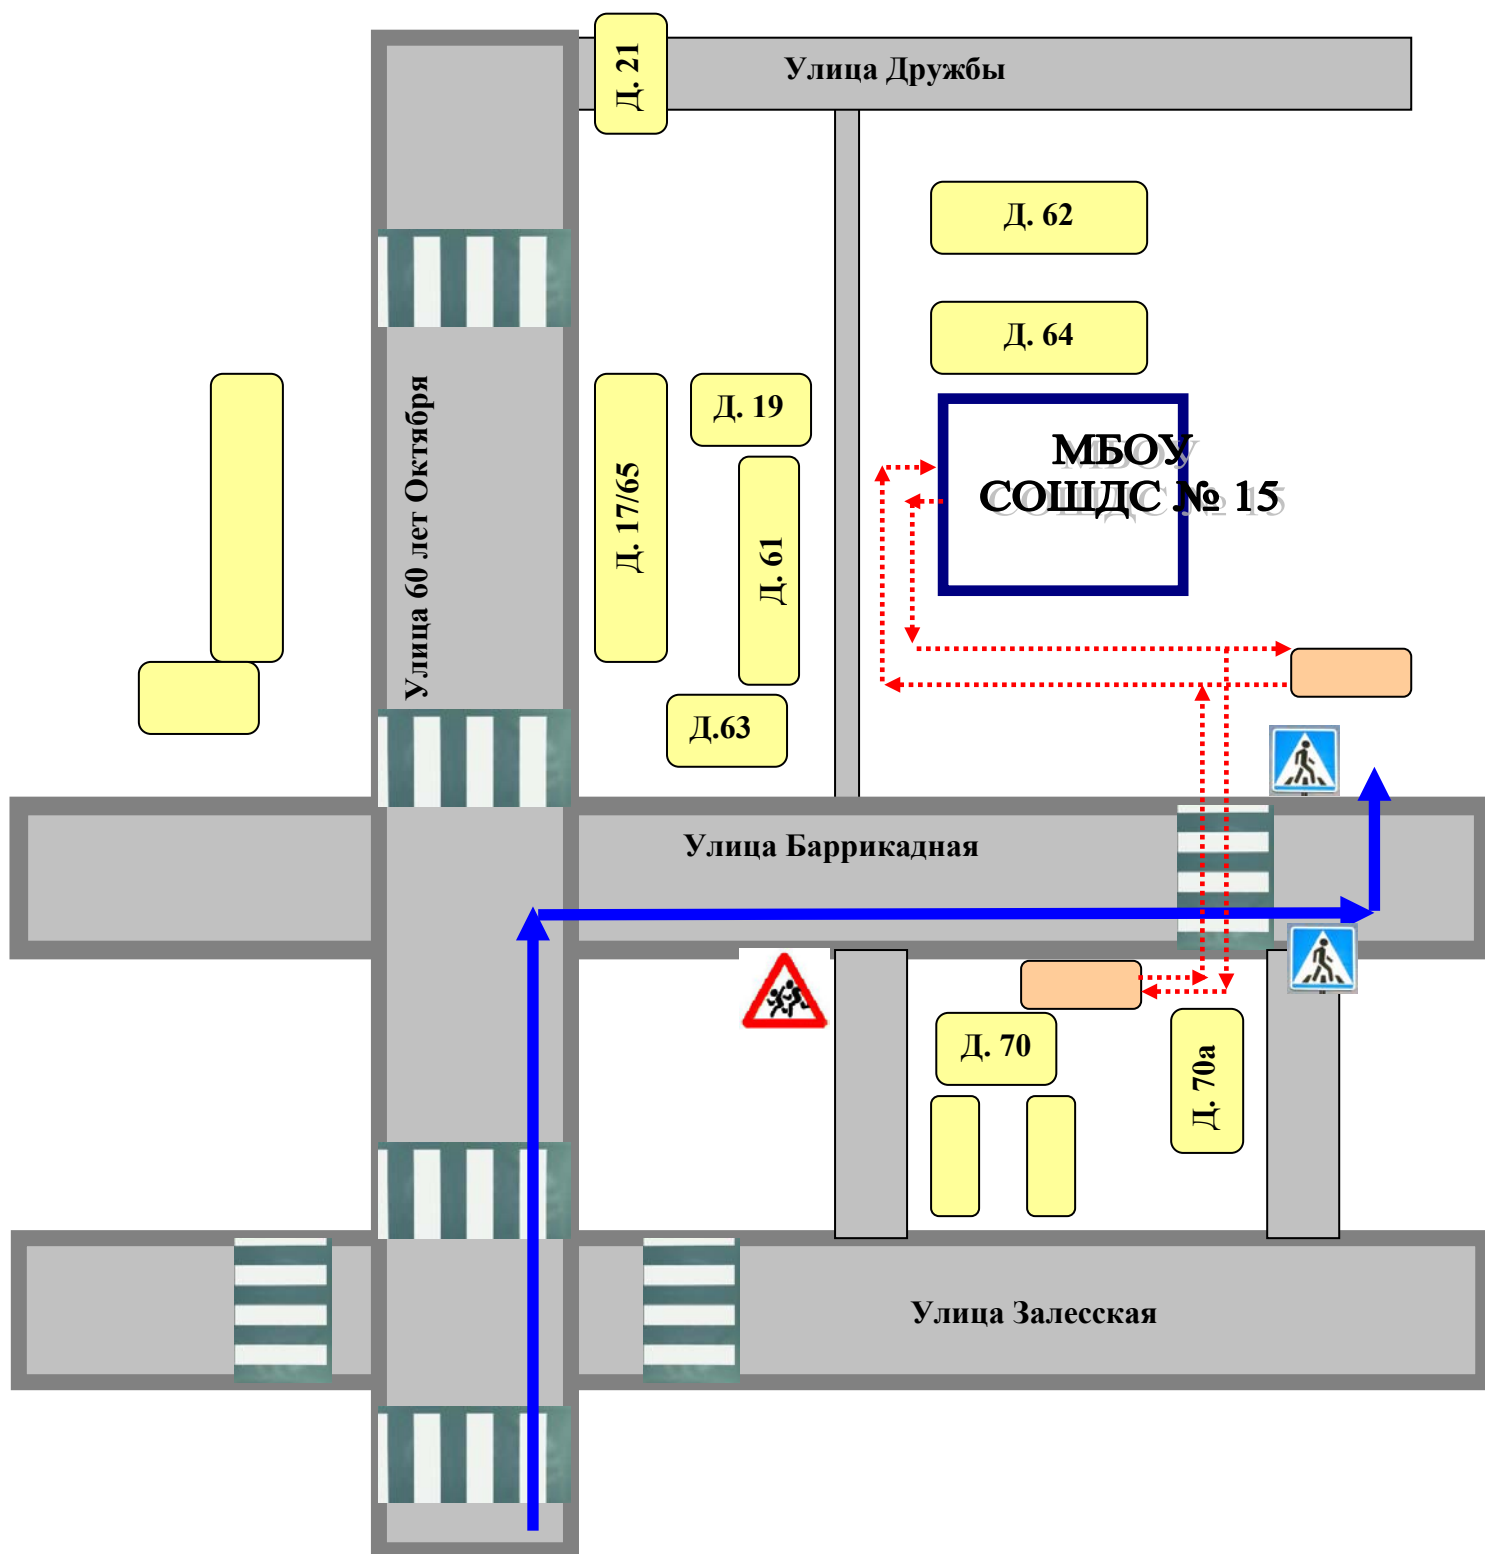 Д. 21
Улица Дружбы
Д. 62
Д. 64
Улица 60 лет Октября
Д. 17/65
Д. 19
Д. 61
Д.63
МБОУ
СОШДС № 15
Улица Баррикадная
Д. 70
Д. 70а
Улица Залесская